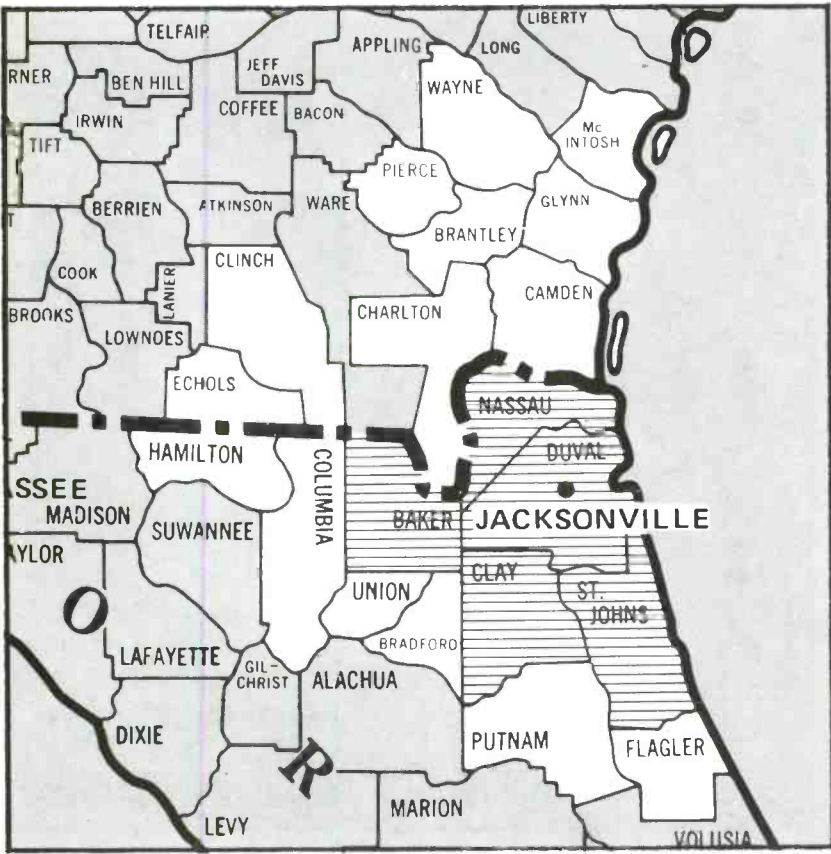 TELFAIR
LIBERTY
APPLING
LONG
RNER
BEN HILL
JEFF
DAVIS
WAYNE
COFFEE
BACON
IRWIN
Mc
INTOSH
TIFT
PIERCE
BERRIEN
ATKINSON
WARE
GLYNN
T
BRANTLEY
CLINCH
COOK
LANIER
CAMDEN
BROOKS
CHARLTON
LOWNOES
ECHOLS
NASSAU
HAMILTON
COLUMBIA
DUVAL
SSEE
MADISON
BAKER
JACKSONVILLE
SUWANNEE
AYLOR
CLAY
UNION
ST.
JOHNS
O
BRADFORD
LAFAYETTE
GIL-
CHRIST
ALACHUA
DIXIE
PUTNAM
FLAGLER
R
MARION
LEVY
VOLUSIA